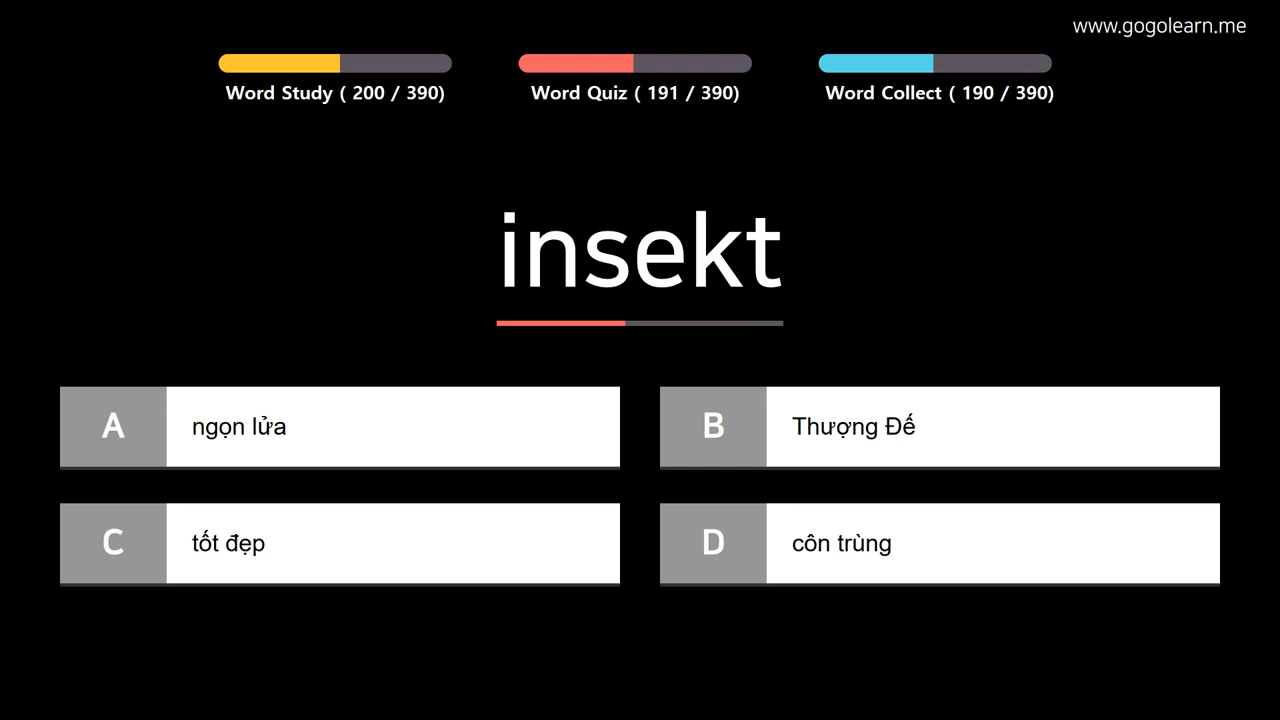 www.gogolearn.me
Word Study ( 200 / 390)
Word Quiz ( 191 / 390)
Word Collect ( 190 / 390)
insekt
A
ngọn lửa
B
Thượng Đế
C
tốt đẹp
D
côn trùng